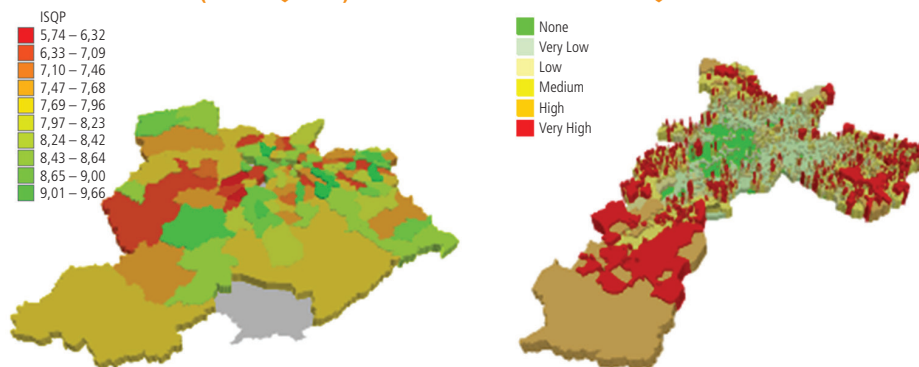 ISQP
5,74 – 6,32
6,33 – 7,09
7,10 – 7,46
7,47 – 7,68
7,69 – 7,96
7,97 – 8,23
8,24 – 8,42
8,43 – 8,64
8,65 – 9,00
9,01 – 9,66
None
Very Low
Low
Medium
High
Very High